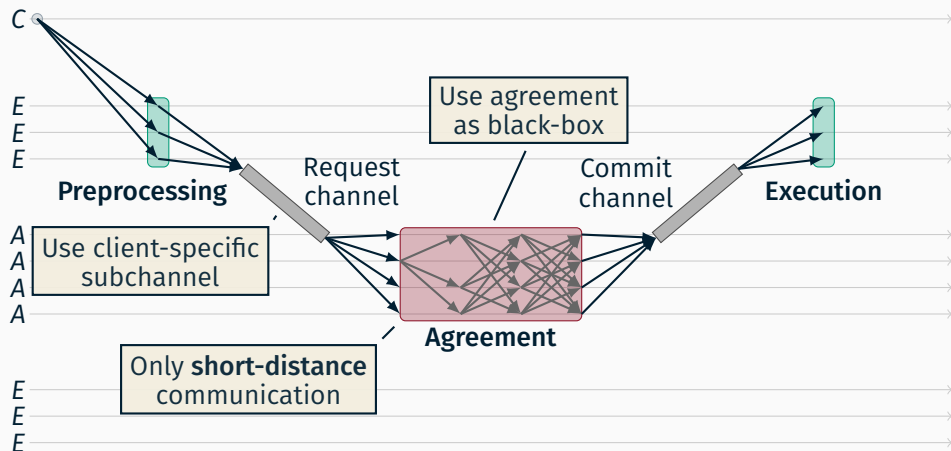 C
E
E
E
Use agreement
as black-box
Request
channel
Commit
channel
Preprocessing
Execution
A
A
A
A
Use client-specific
subchannel
Agreement
Only short-distance
communication
E
E
E